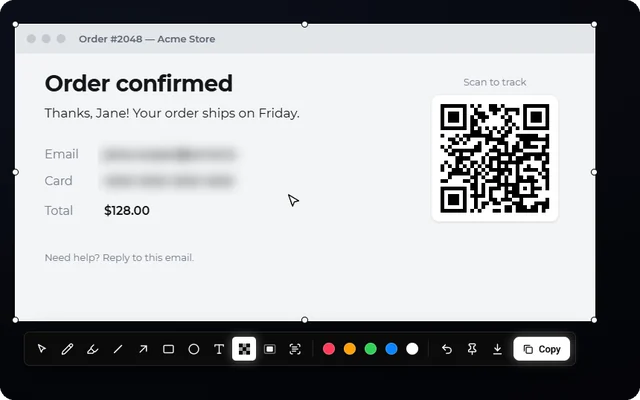 Order #2048 — Acme Store
Order confirmed
Thanks, Jane! Your order ships on Friday.
Scan to track
Email
Card
Total $128.00
Need help? Reply to this email.
T
Copy